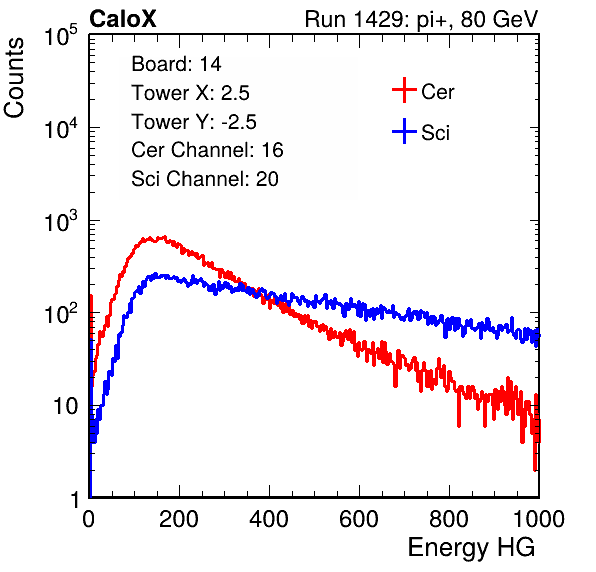 CaloX Run 1429: pi+, 80 GeV
Counts
10^5
10^4
10^3
10^2
10
1
Board: 14
Tower X: 2.5
Tower Y: -2.5
Cer Channel: 16
Sci Channel: 20
Cer
Sci
0 200 400 600 800 1000
Energy HG